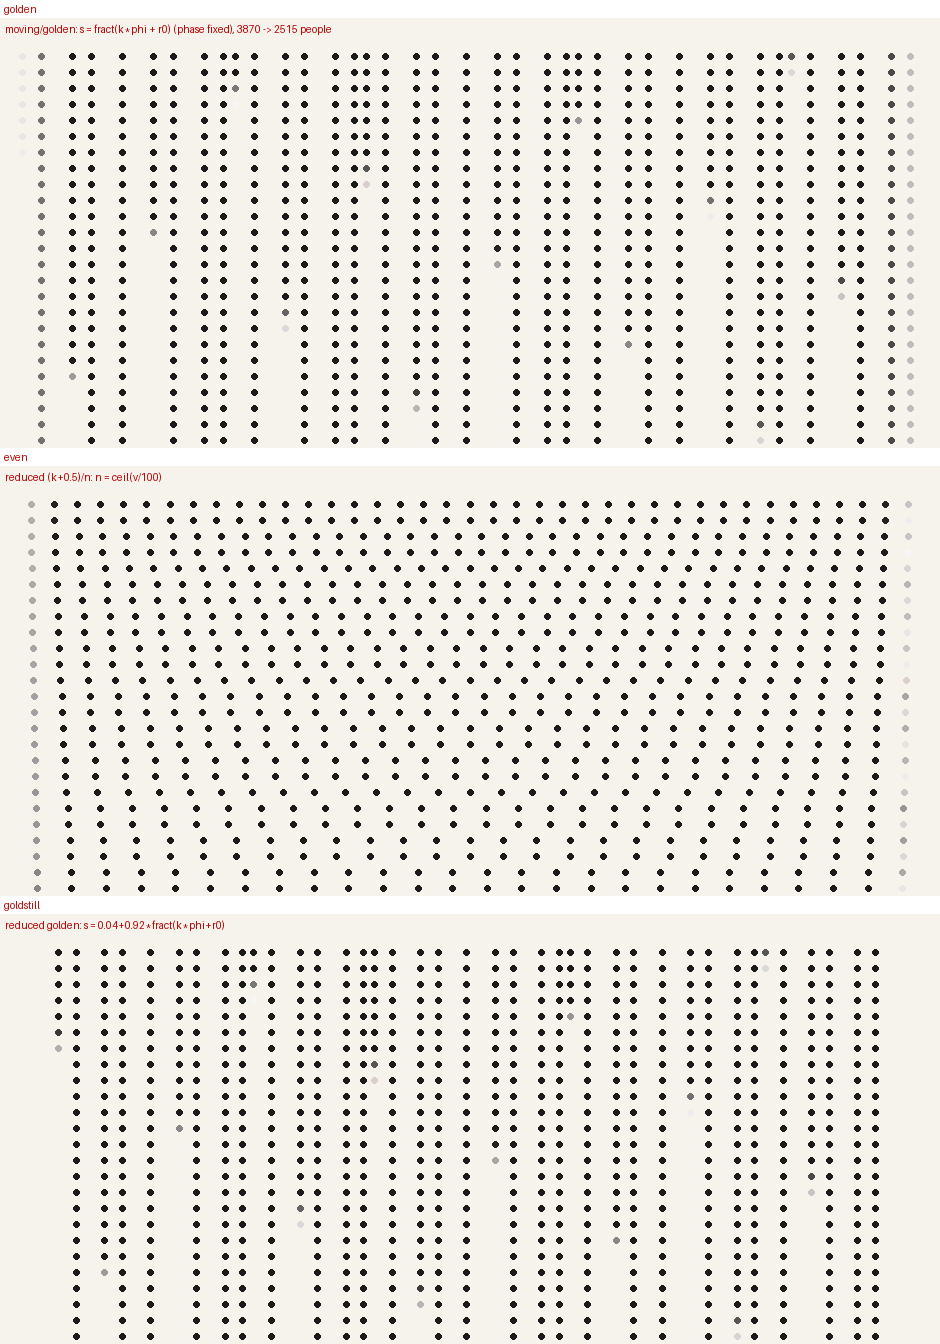 golden
moving/golden: s = fract(k*phi + r0) (phase fixed), 3870 -> 2515 people
even
reduced (k+0.5)/n: n = ceil(v/100)
goldstill
reduced golden: s = 0.04+0.92*fract(k*phi+r0)